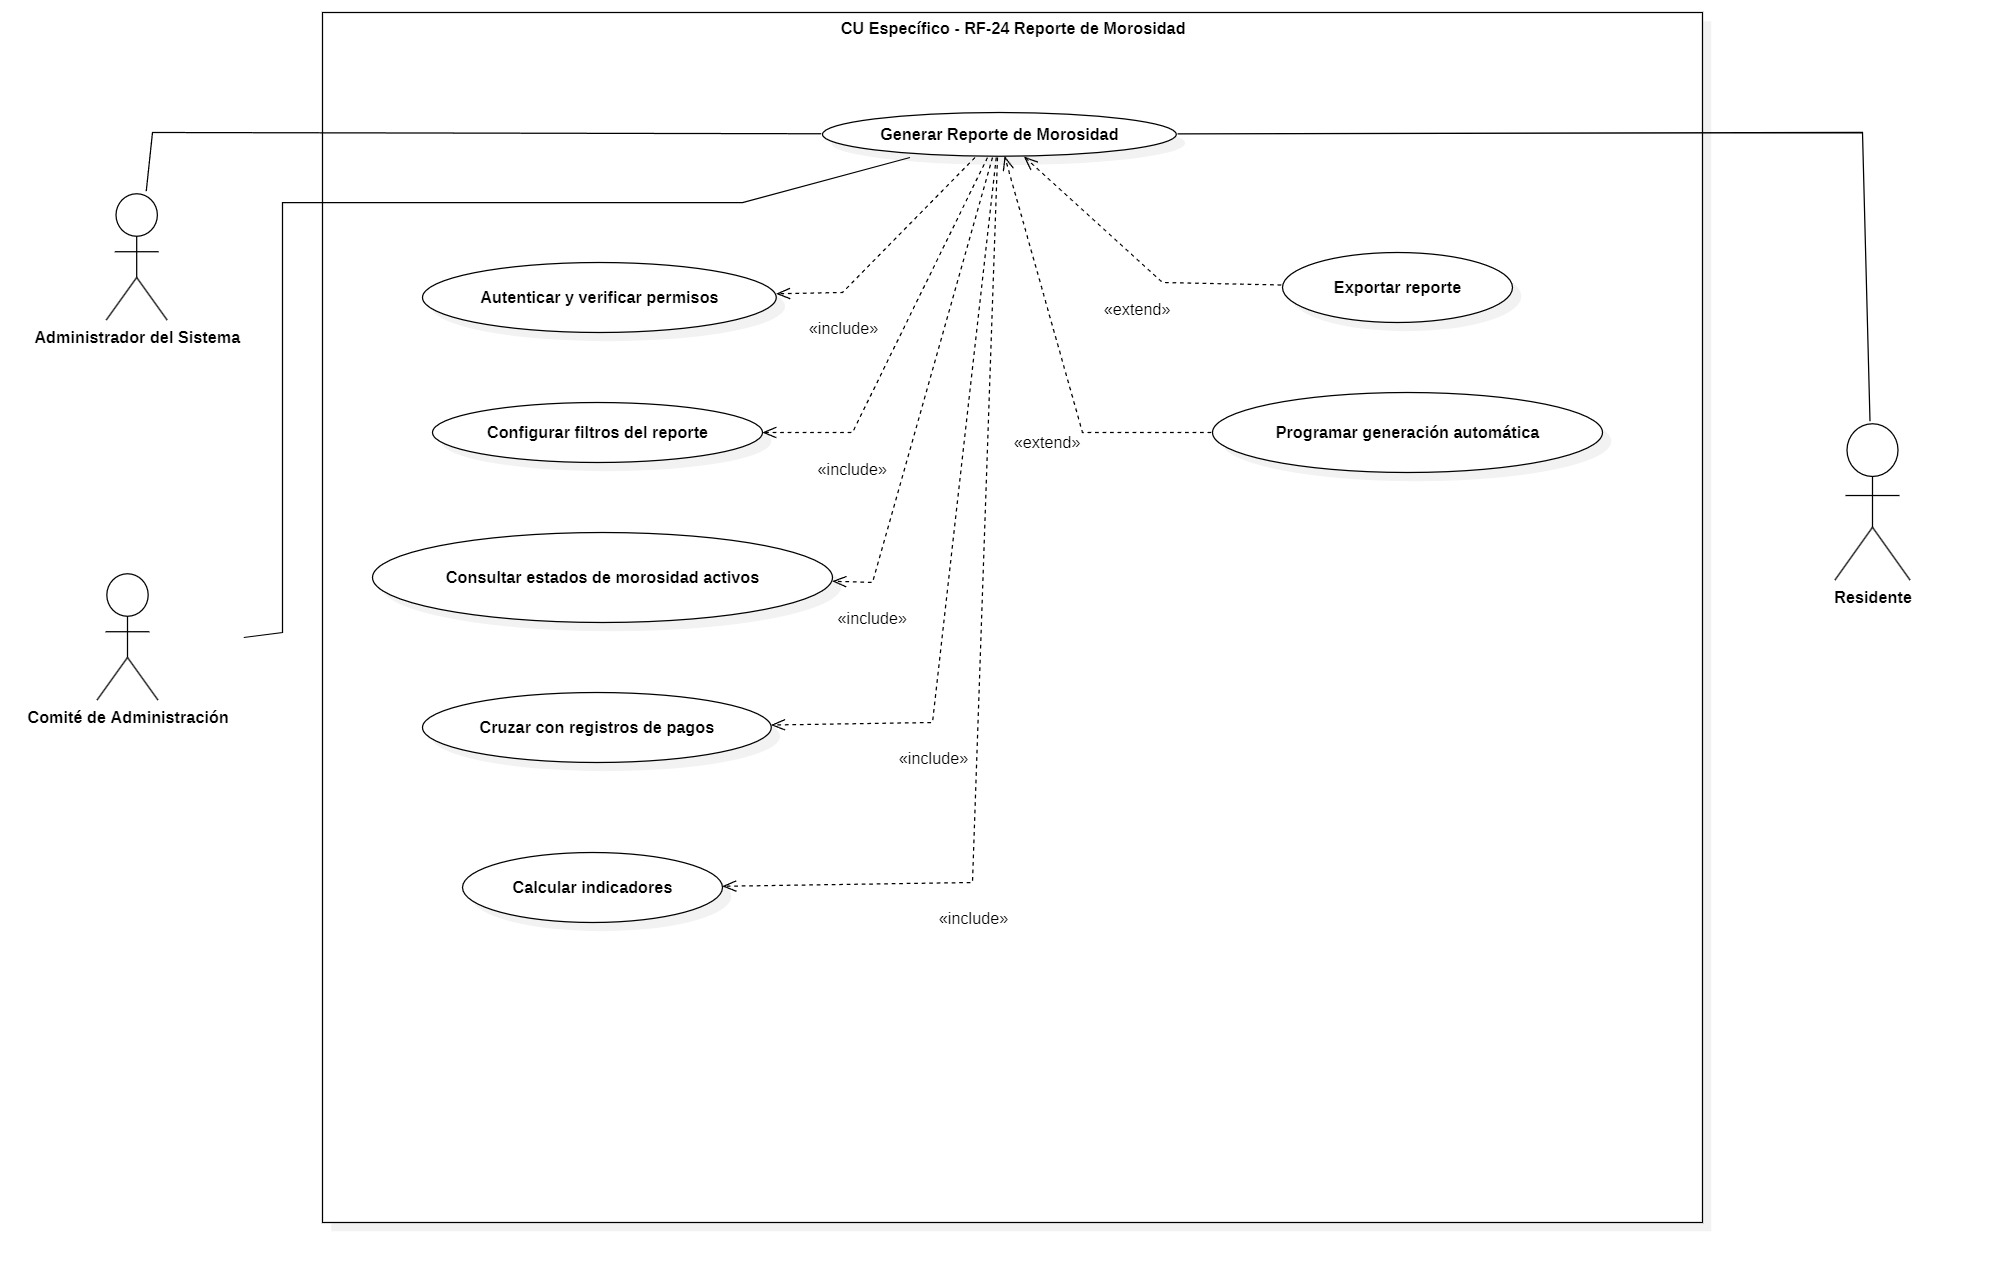 CU Específico - RF-24 Reporte de Morosidad
Generar Reporte de Morosidad
Autenticar y verificar permisos
Exportar reporte
«extend»
«include»
Administrador del Sistema
Configurar filtros del reporte
Programar generación automática
«extend»
«include»
Consultar estados de morosidad activos
Residente
«include»
Comité de Administración
Cruzar con registros de pagos
«include»
Calcular indicadores
«include»